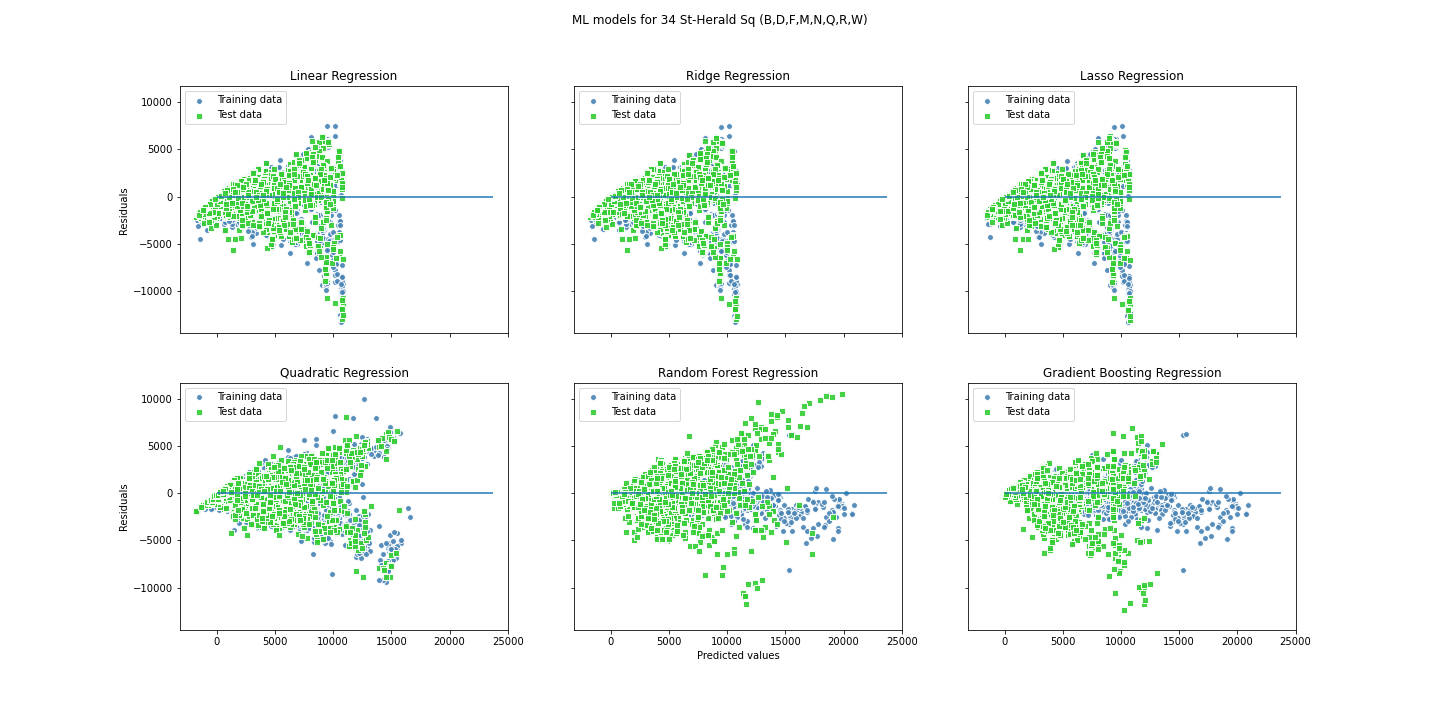 ML models for 34 St-Herald Sq (B,D,F,M,N,Q,R,W)
Linear Regression
Training data
Test data
10000
5000
0
−5000
−10000
Residuals
Ridge Regression
Training data
Test data
Lasso Regression
Training data
Test data
Quadratic Regression
Training data
Test data
10000
5000
0
−5000
−10000
Residuals
0 5000 10000 15000 20000 25000
Random Forest Regression
Training data
Test data
0 5000 10000 15000 20000 25000
Predicted values
Gradient Boosting Regression
Training data
Test data
0 5000 10000 15000 20000 25000